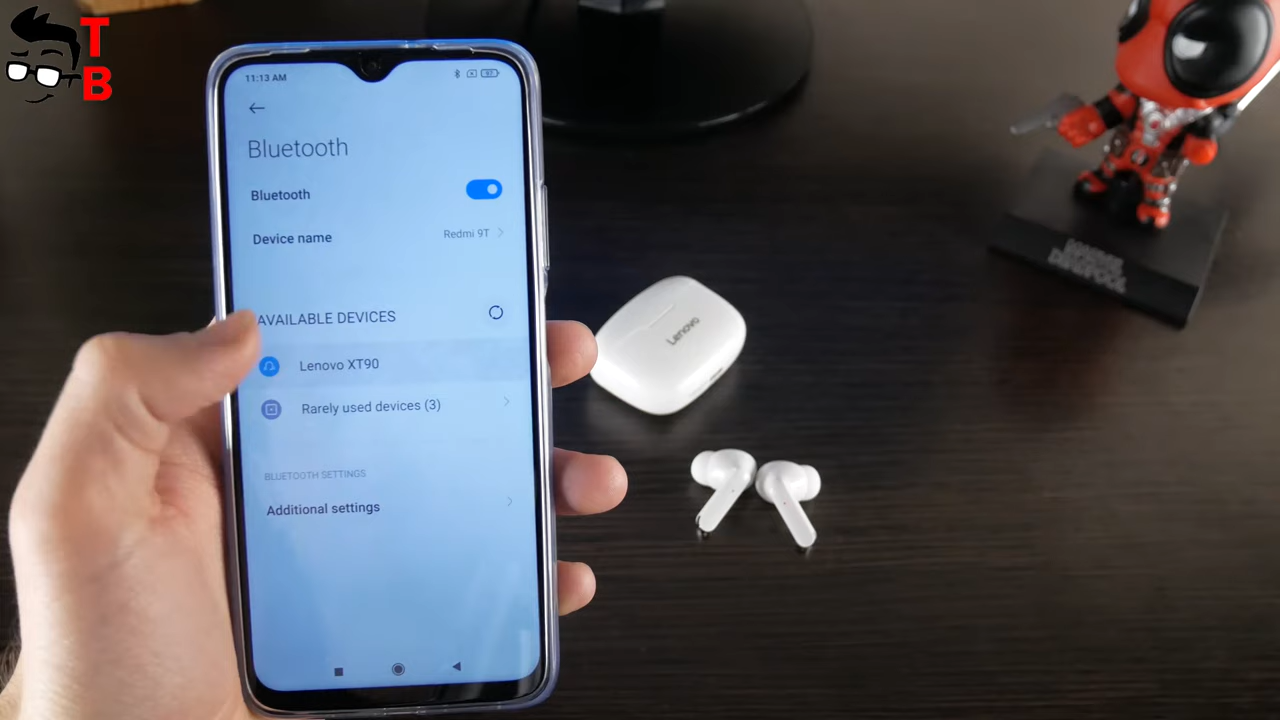 TB
11:13 AM
Bluetooth
Bluetooth
Device name
Redmi 9T
AVAILABLE DEVICES
Lenovo XT90
Rarely used devices (3)
BLUETOOTH SETTINGS
Additional settings
Lenovo